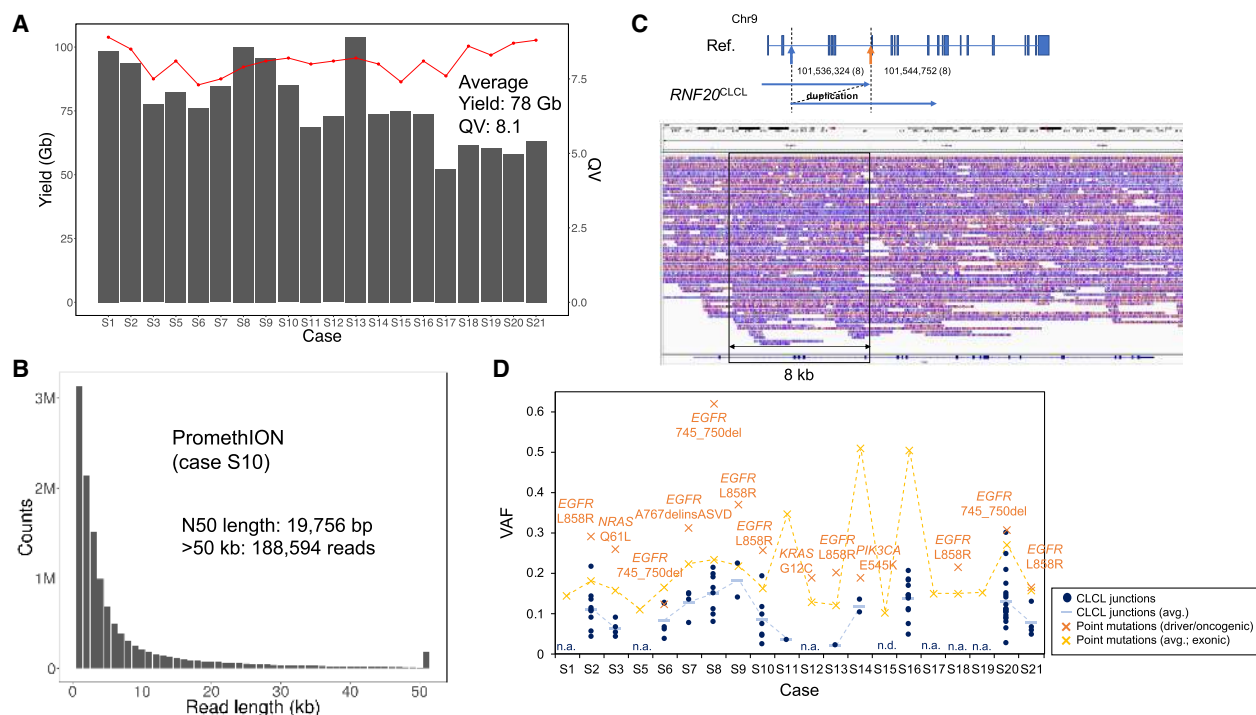 A
Yield (Gb)
100
75
50
25
0
7.5
5.0
2.5
0.0
QV
Average
Yield: 78 Gb
QV: 8.1
S1 S2 S3 S5 S6 S7 S8 S9 S10 S11 S12 S13 S14 S15 S16 S17 S18 S19 S20 S21
Case
B
Counts
3M
2M
1M
0
PromethION
(case S10)
N50 length: 19,756 bp
>50 kb: 188,594 reads
0 10 20 30 40 50
Read length (kb)
C
Chr9
Ref.
101,536,324 (8) 101,544,752 (8)
RNF20CLCL
duplication
8 kb
D
VAF
0.6
0.5
0.4
0.3
0.2
0.1
0
EGFR
745_750del
EGFR
L858R
NRAS
Q61L
EGFR
745_750del
EGFR
A767delinsASVD
EGFR
L858R
EGFR
L858R
KRAS
G12C
EGFR
L858R
PIK3CA
E545K
EGFR
L858R
EGFR
745_750del
EGFR
L858R
n.a. n.a. n.a. n.d. n.a. n.a. n.a.
S1 S2 S3 S5 S6 S7 S8 S9 S10 S11 S12 S13 S14 S15 S16 S17 S18 S19 S20 S21
Case
CLCL junctions
CLCL junctions (avg.)
Point mutations (driver/oncogenic)
Point mutations (avg.; exonic)